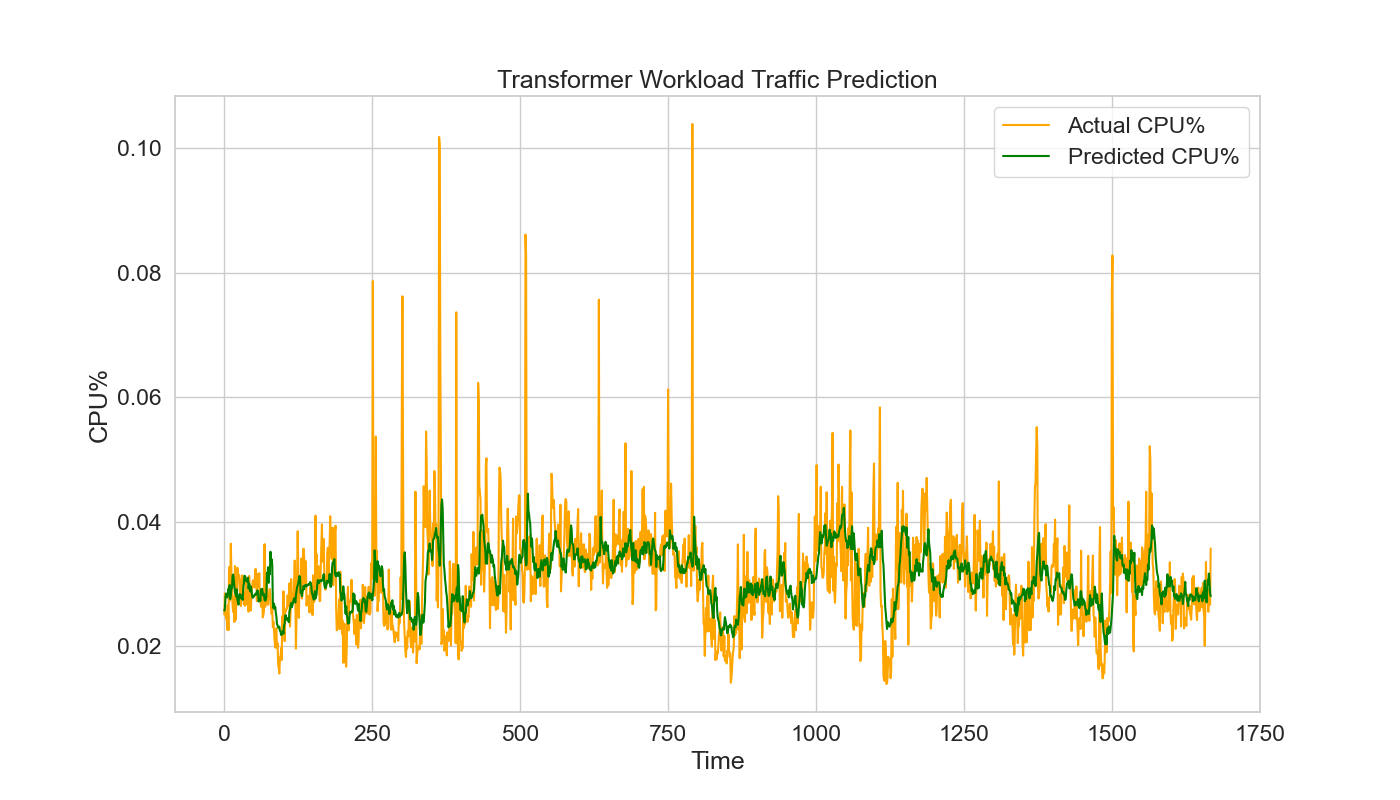 Transformer Workload Traffic Prediction
Actual CPU%
Predicted CPU%
0.10
0.08
0.06
0.04
0.02
CPU%
0 250 500 750 1000 1250 1500 1750
Time